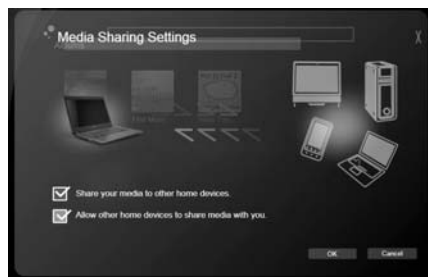 Media Sharing Settings
Share your media to other home devices.
Allow other home devices to share media with you.
OK
Cancel